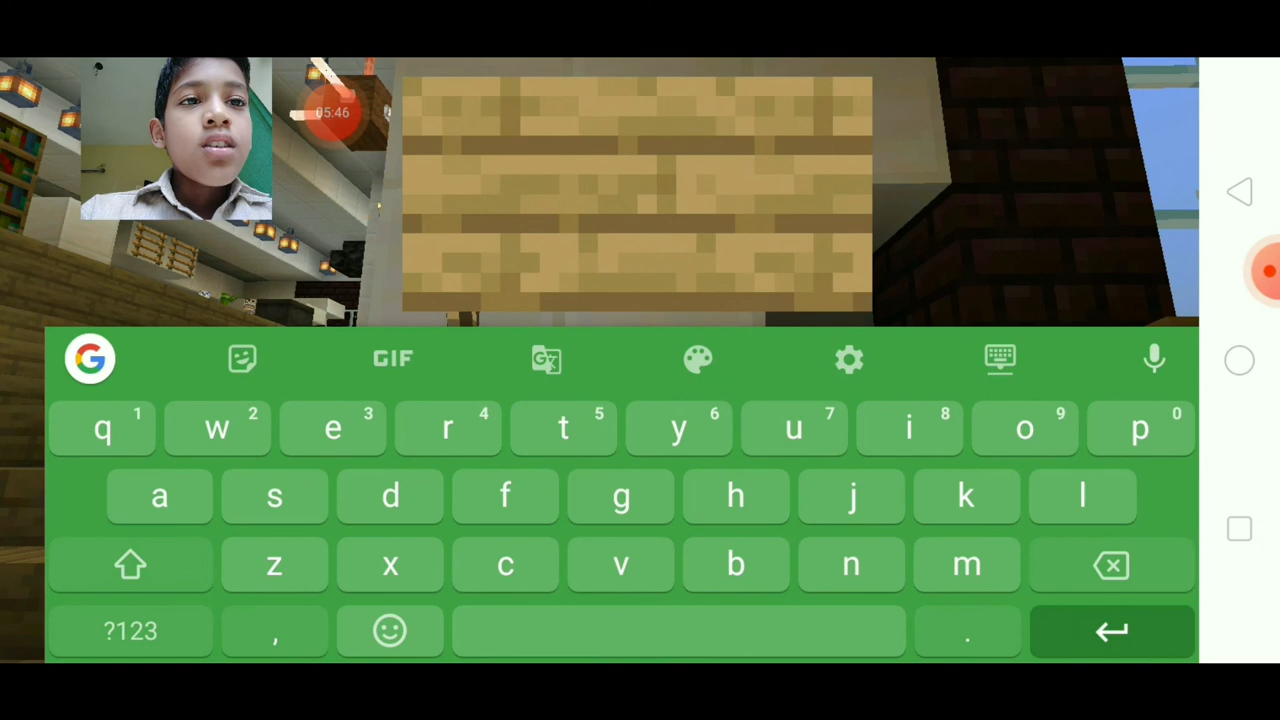 05:46
G GIF G
q 1 w 2 e 3 r 4 t 5 y 6 u 7 i 8 o 9 p 0
a s d f g h j k l
z x c v b n m
?123 , .